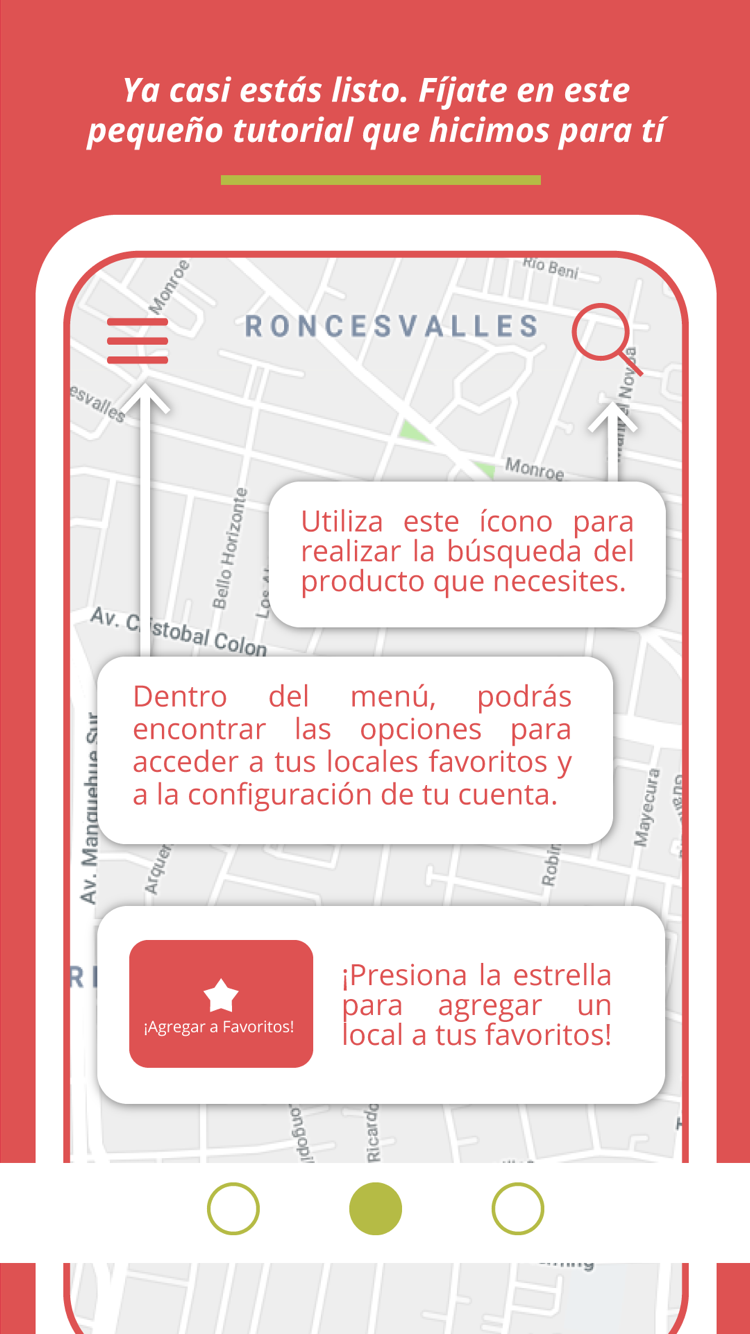 Ya casi estás listo. Fíjate en este
pequeño tutorial que hicimos para tí
Río Beni
Monroe
RONCESVALLES
esvalles
Monroe
Utiliza este ícono para
realizar la búsqueda del
producto que necesites.
Bello Horizonte
Av. Cristobal Colon
Dentro del menú, podrás
encontrar las opciones para
acceder a tus locales favoritos y
a la configuración de tu cuenta.
Av. Manquehue Sur
Mayecura
Arquer
Robin
¡Agregar a Favoritos!
¡Presiona la estrella
para agregar un
local a tus favoritos!
Ricardo